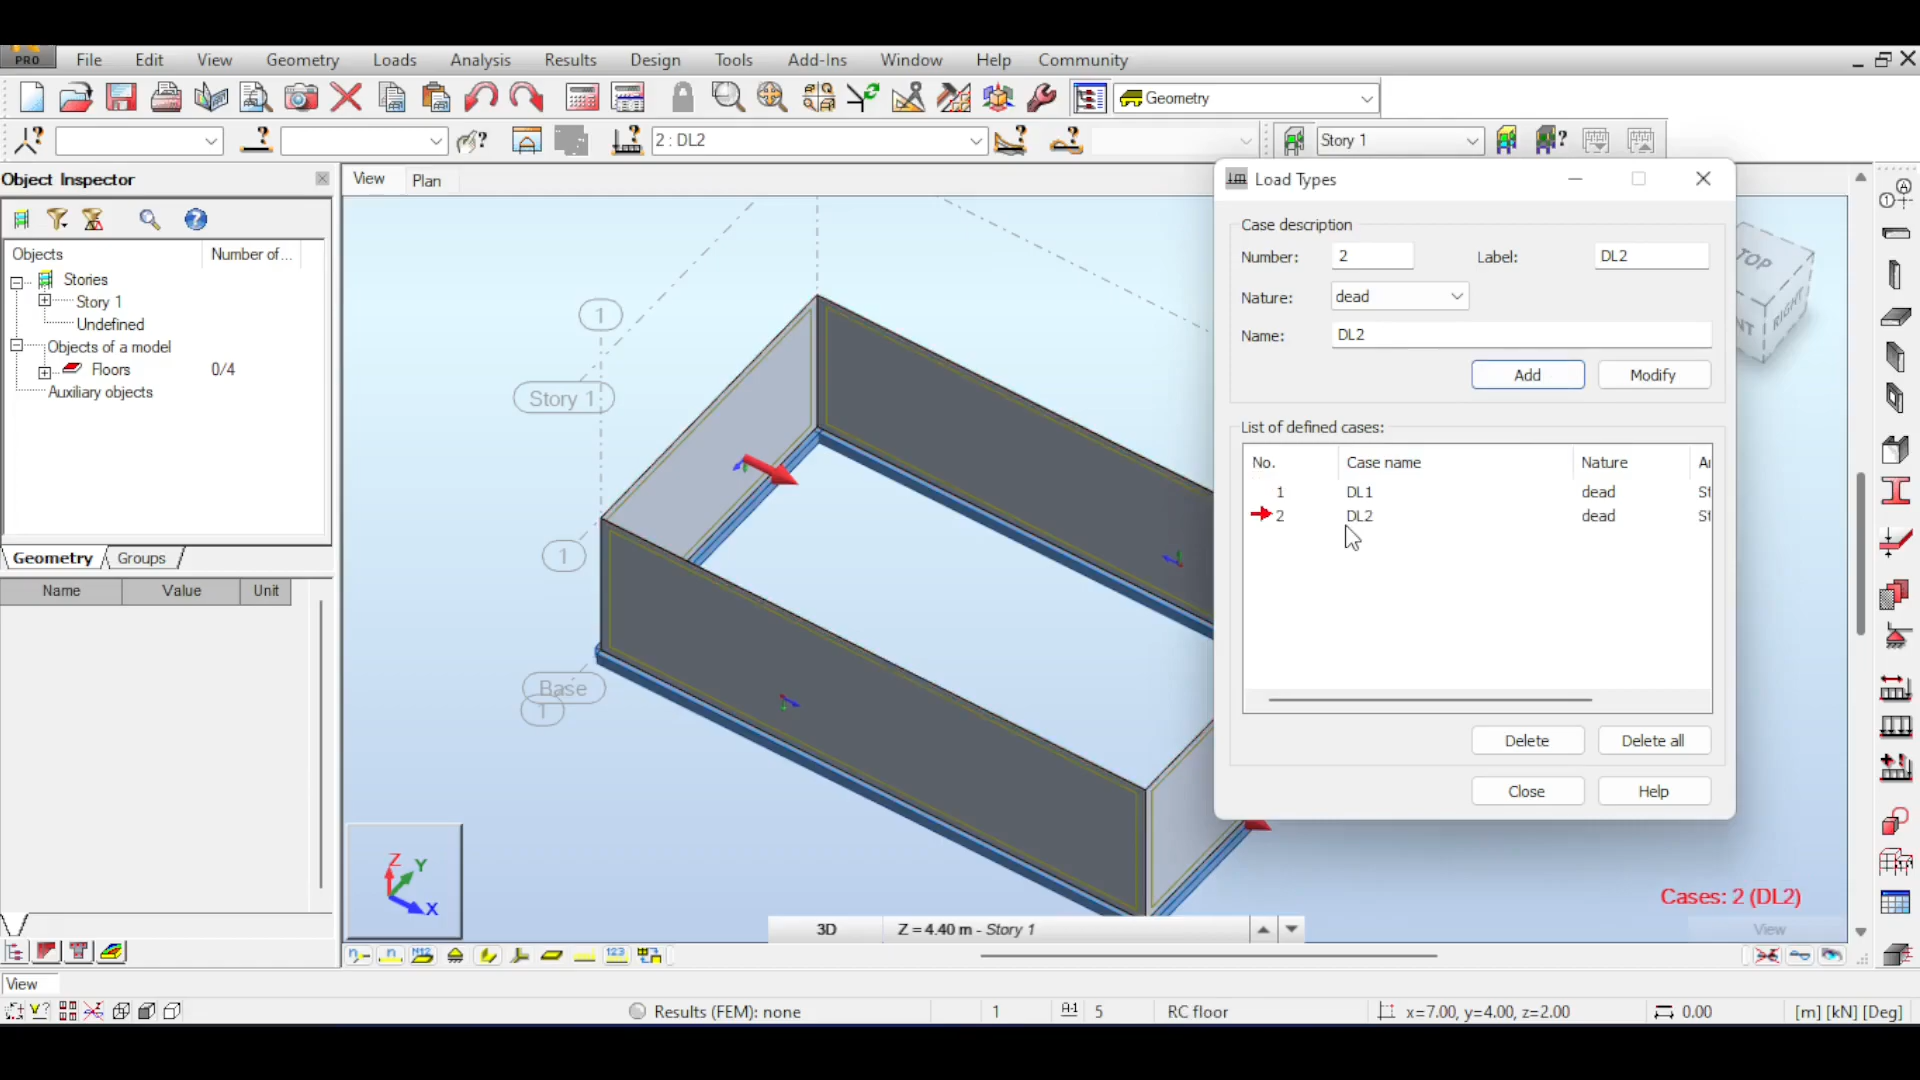 PRO File Edit View Geometry Loads Analysis Results Design Tools Add-Ins Window Help Community
Geometry
2 : DL2 Story 1
Object Inspector
View Plan
Load Types
Objects Number of...
Stories
Story 1
Undefined
Objects of a model
Floors 0/4
Auxiliary objects
Geometry Groups
Name Value Unit
1
Story 1
1
Base
1
TOP
RIGHT
NT
Case description
Number: 2 Label: DL2
Nature: dead
Name: DL2
Add Modify
List of defined cases:
No. Case name Nature
1 DL1 dead
2 DL2 dead
Delete Delete all
Close Help
Z Y
X
Cases: 2 (DL2)
3D Z = 4.40 m - Story 1
View
View
Results (FEM): none 1 5 RC floor x=7.00, y=4.00, z=2.00 0.00 [m] [kN] [Deg]